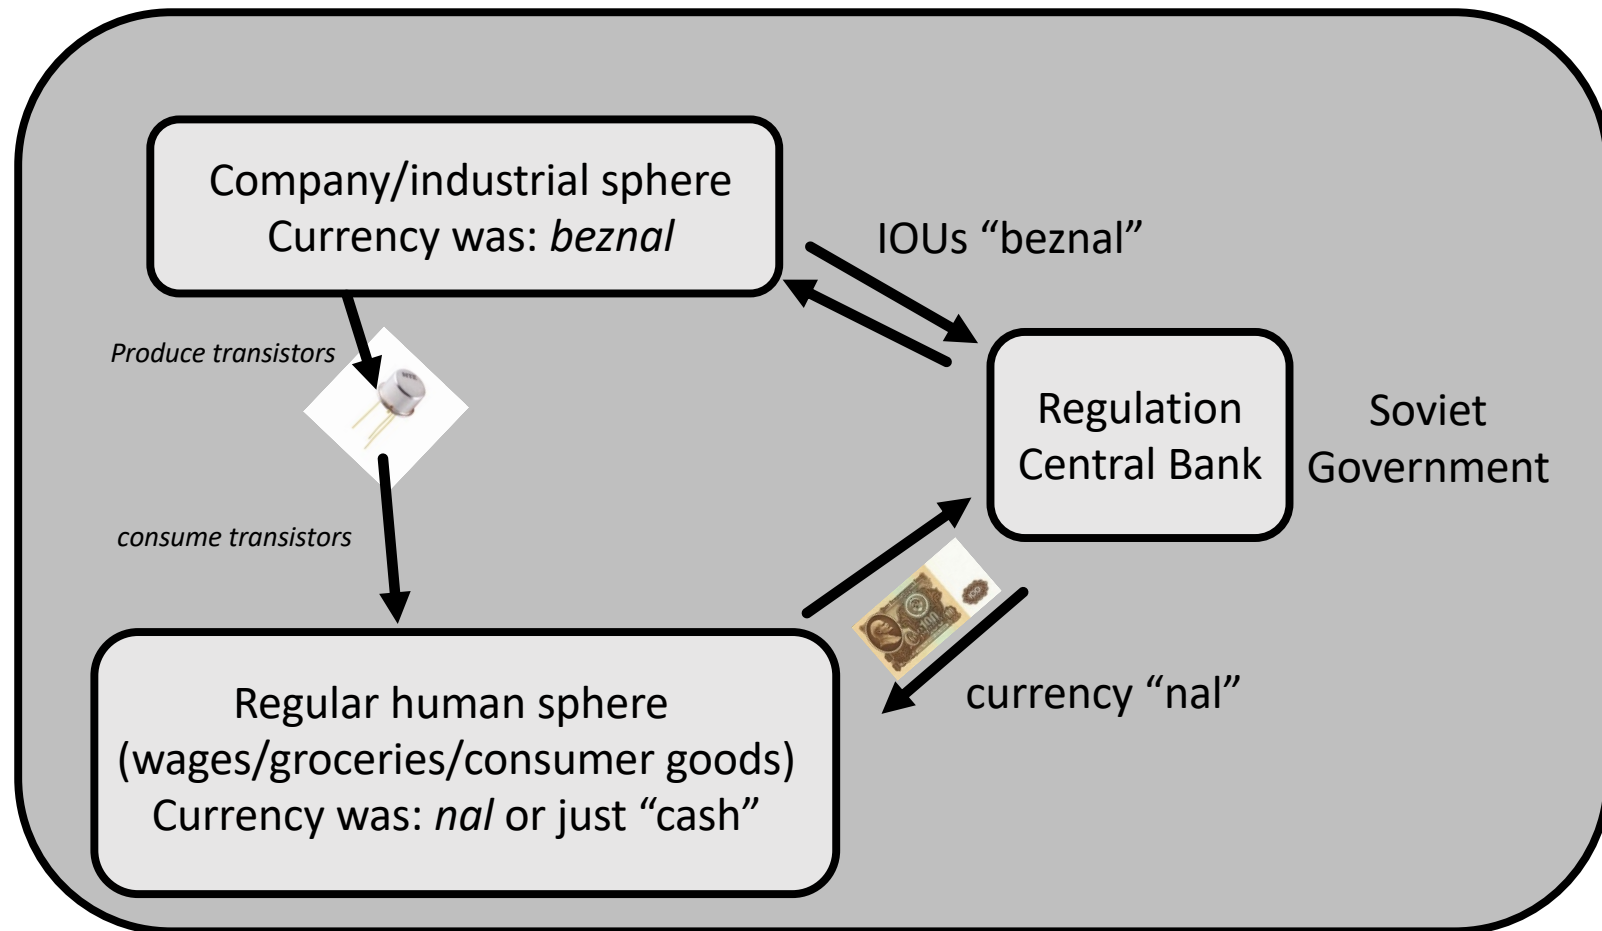 Company/industrial sphere
Currency was: beznal
IOUs “beznal”
Produce transistors
Regulation
Central Bank
Soviet
Government
consume transistors
100
currency “nal”
Regular human sphere
(wages/groceries/consumer goods)
Currency was: nal or just “cash”